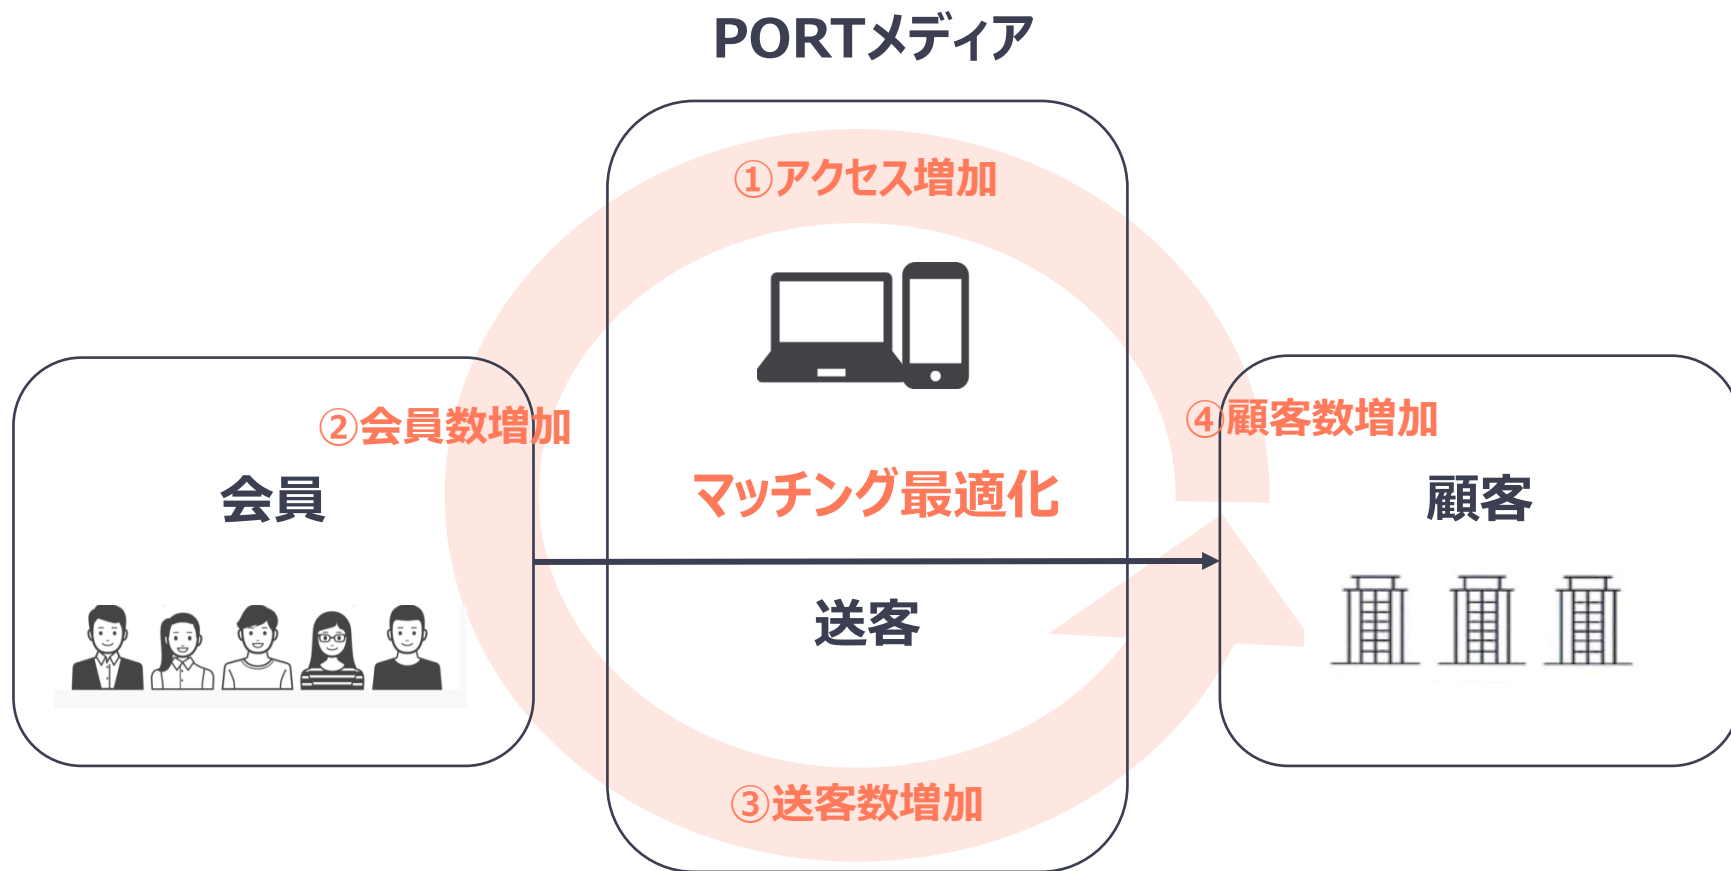 PORTメディア
①アクセス増加
②会員数増加
④顧客数増加
会員
マッチング最適化
顧客
送客
③送客数増加